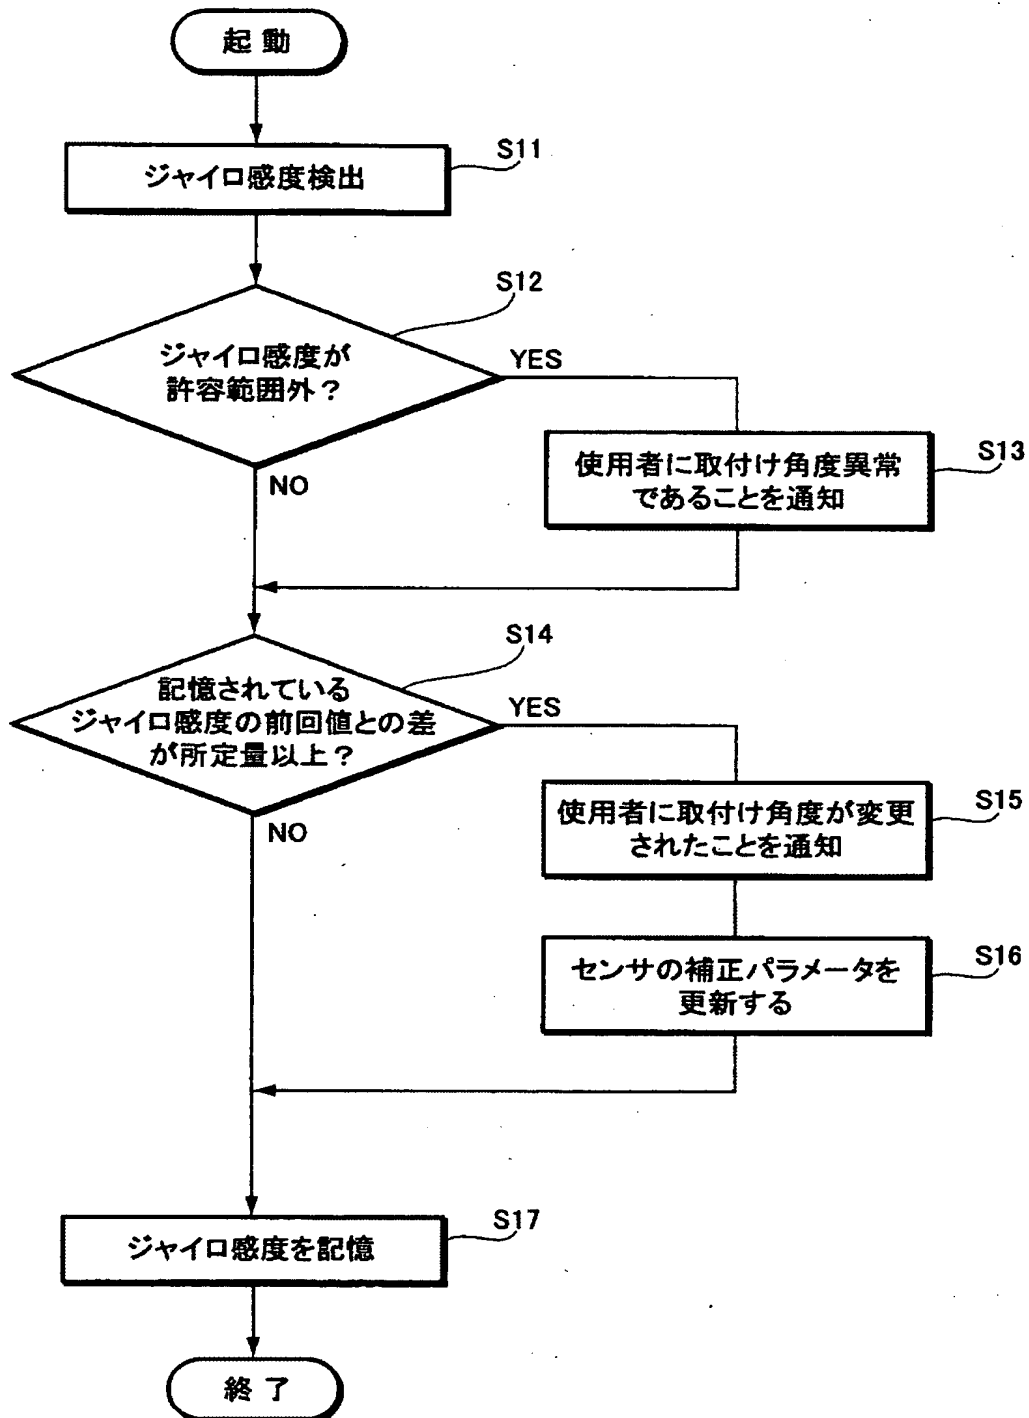 起動
S11
ジャイロ感度検出
S12
ジャイロ感度が
許容範囲外？
YES
NO
S13
使用者に取付け角度異常
であることを通知
S14
記憶されている
ジャイロ感度の前回値との差
が所定量以上？
YES
NO
S15
使用者に取付け角度が変更
されたことを通知
S16
センサの補正パラメータを
更新する
S17
ジャイロ感度を記憶
終了